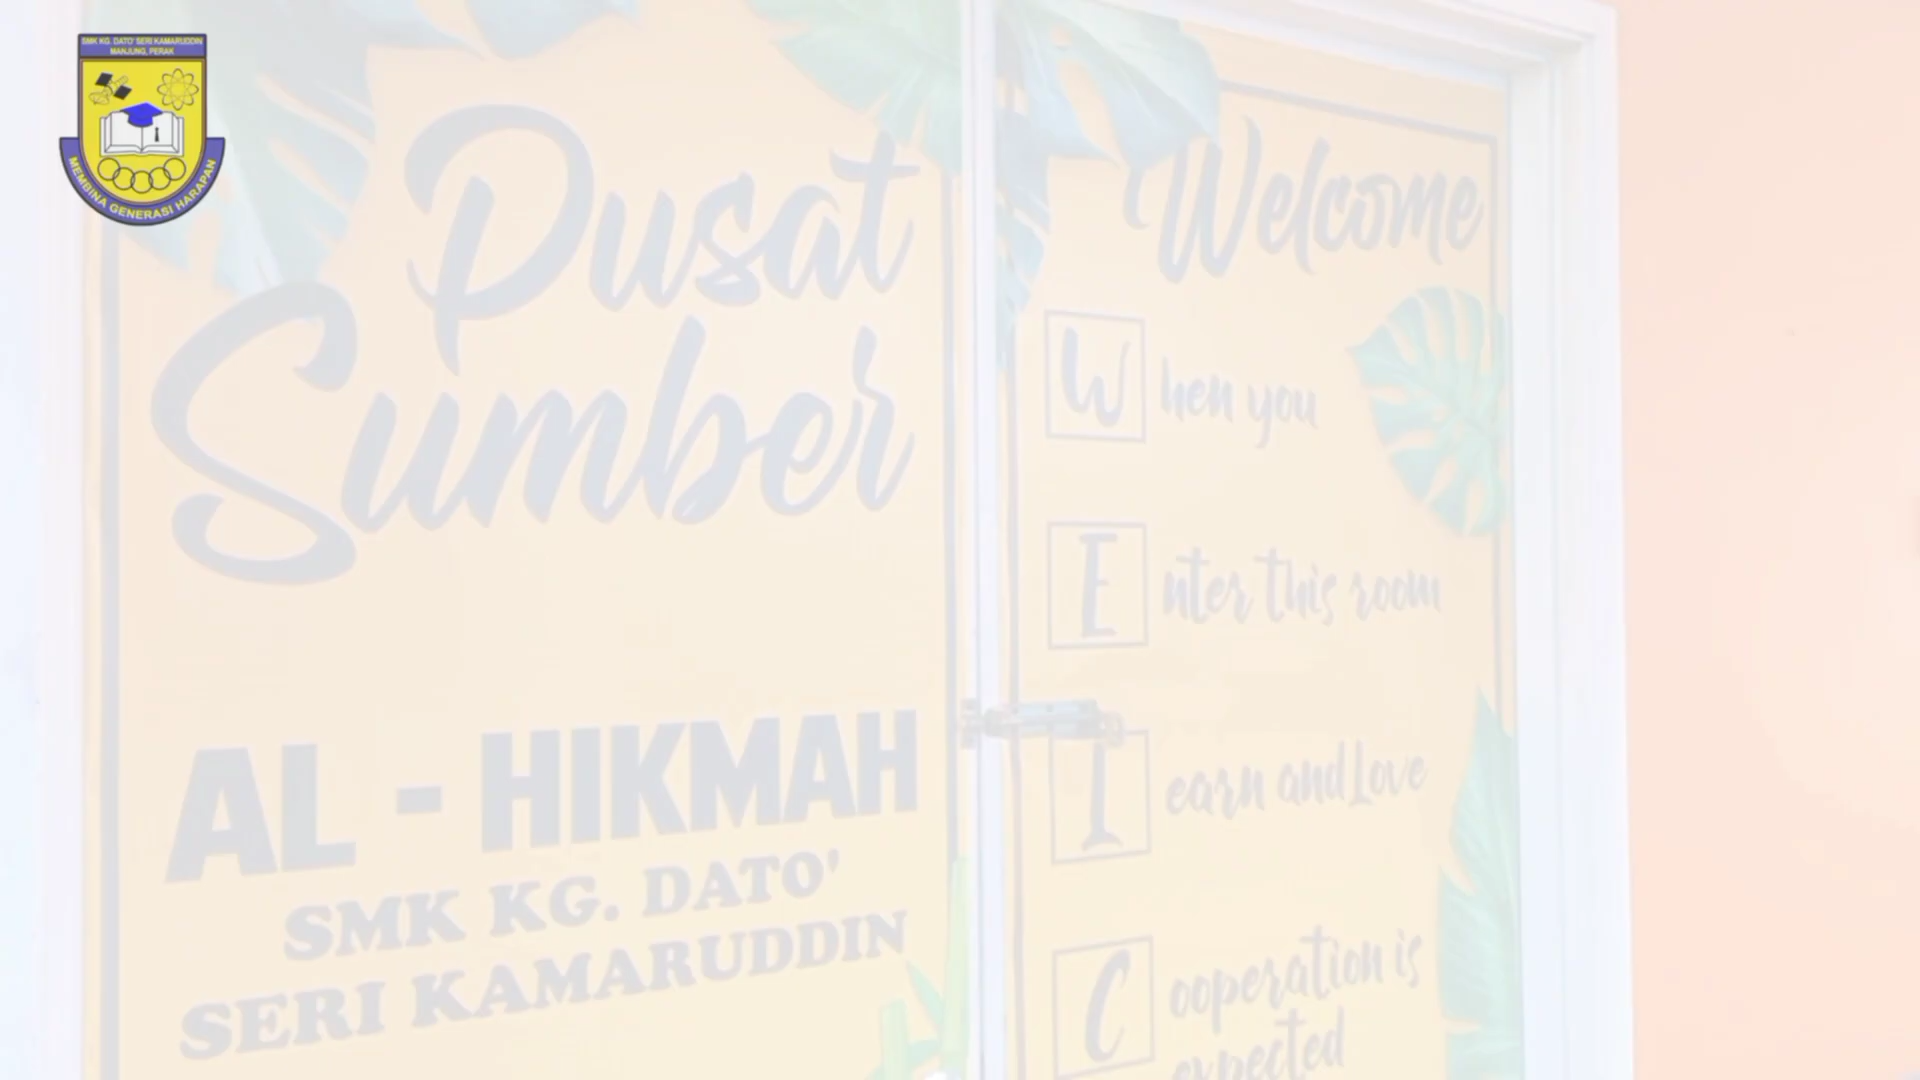 SMK KG. DATO' SERI KAMARUDDIN
MANJUNG, PERAK
MEMBINA GENERASI HARAPAN
Pusat
Sumber
AL - HIKMAH
SMK KG. DATO'
SERI KAMARUDDIN
Welcome
W hen you
E nter this room
L earn and Love
C ooperation is
expected